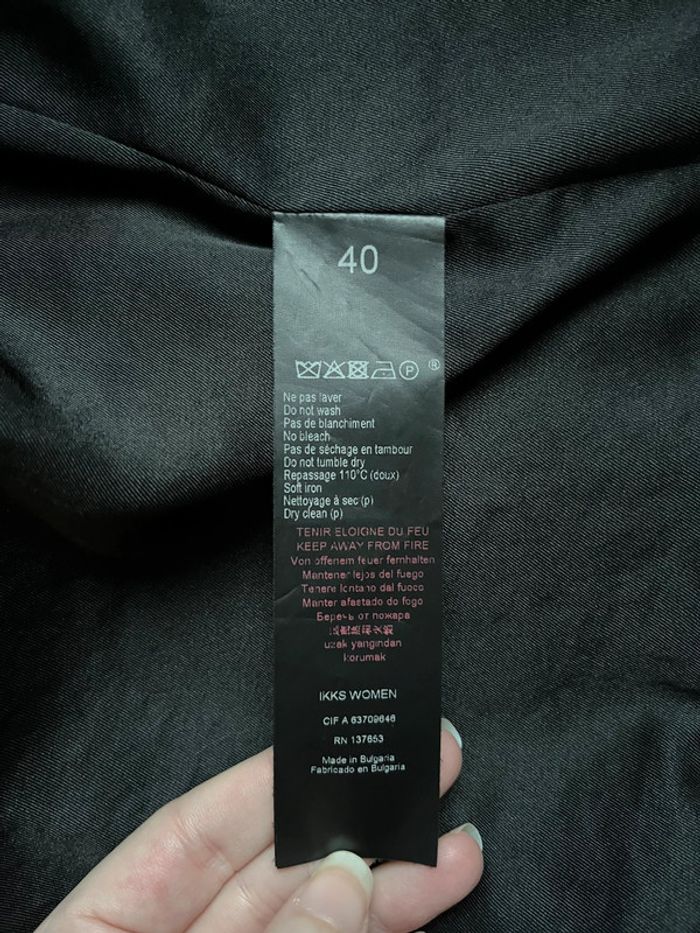 40
®
P
Ne pas laver
Do not wash
Pas de blanchiment
No bleach
Pas de séchage en tambour
Do not tumble dry
Repassage 110°C (doux)
Soft iron
Nettoyage à sec (p)
Dry clean (p)
TENIR ELOIGNE DU FEU
KEEP AWAY FROM FIRE
Von offenem feuer fernhalten
Mantener lejos del fuego
Tenere lontano dal fuoco
Manter afastado do fogo
Беречь от пожара
uzak yangindan
korumak
IKKS WOMEN
CIF A 63709646
RN 137653
Made in Bulgaria
Fabricado en Bulgaria